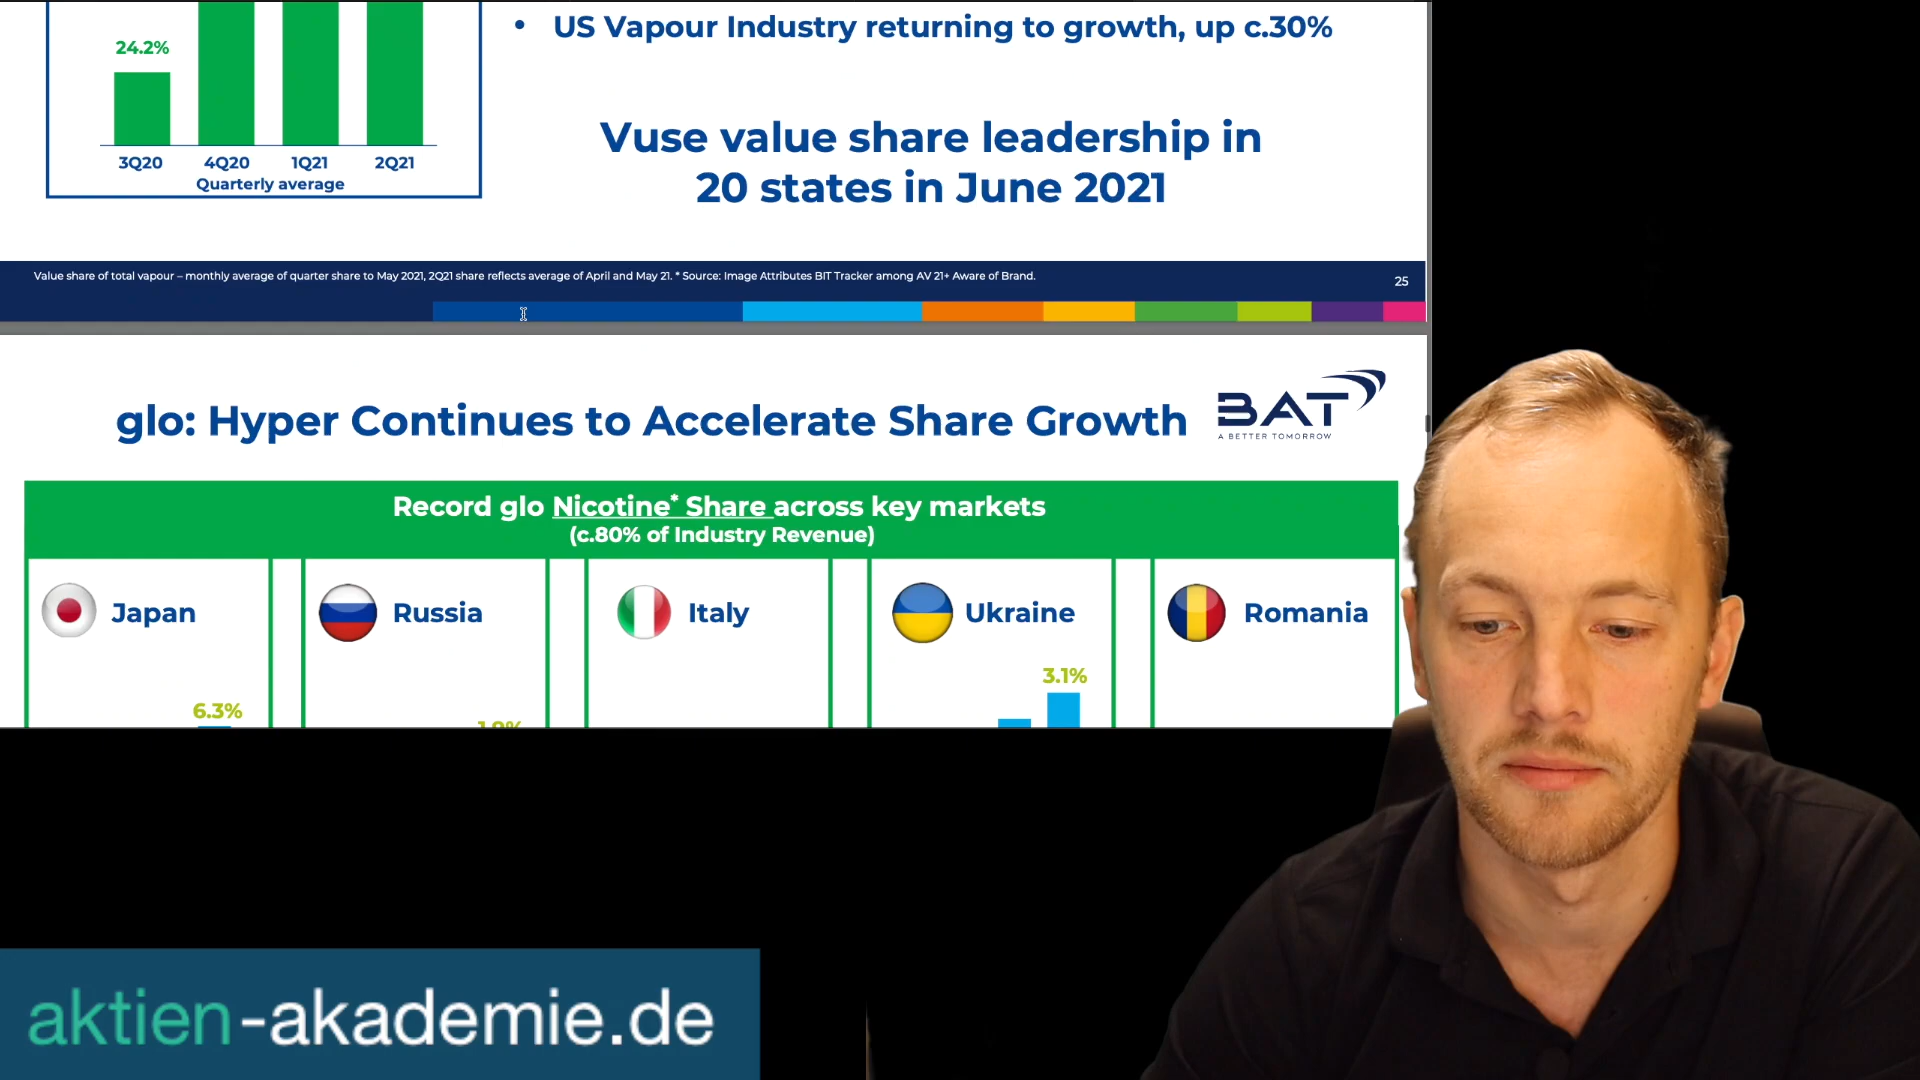 • US Vapour Industry returning to growth, up c.30%
24.2%
Vuse value share leadership in
20 states in June 2021
3Q20 4Q20 1Q21 2Q21
Quarterly average
Value share of total vapour – monthly average of quarter share to May 2021, 2Q21 share reflects average of April and May 21. * Source: Image Attributes BIT Tracker among AV 21+ Aware of Brand.
25
glo: Hyper Continues to Accelerate Share Growth
BAT
A BETTER TOMORROW
Record glo Nicotine* Share across key markets
(c.80% of Industry Revenue)
Japan
Russia
Italy
Ukraine
Romania
3.1%
6.3%
aktien-akademie.de